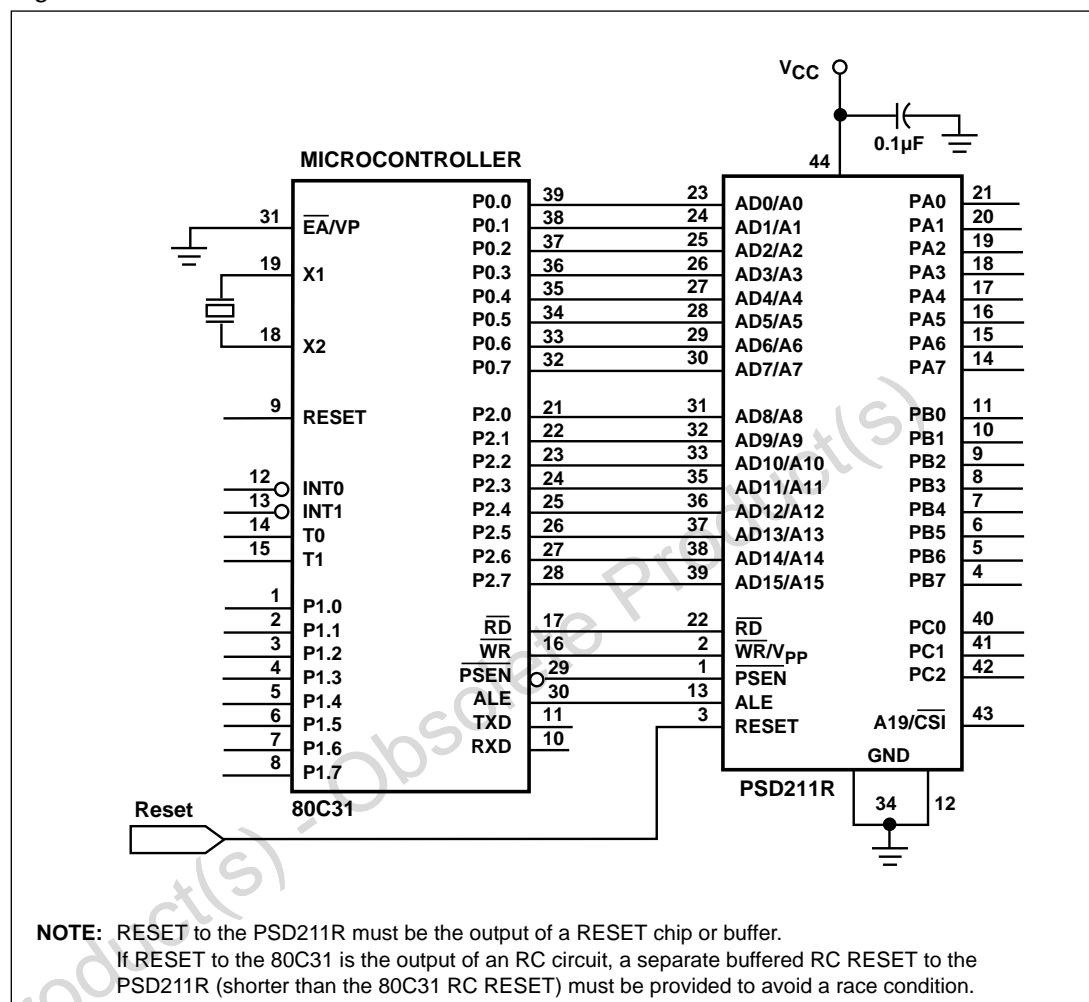 VCC
0.1µF
44
MICROCONTROLLER
31 EA/VP
19 X1
18 X2
9 RESET
12 INT0
13 INT1
14 T0
15 T1
1 P1.0
2 P1.1
3 P1.2
4 P1.3
5 P1.4
6 P1.5
7 P1.6
8 P1.7
P0.0 39
P0.1 38
P0.2 37
P0.3 36
P0.4 35
P0.5 34
P0.6 33
P0.7 32
P2.0 21
P2.1 22
P2.2 23
P2.3 24
P2.4 25
P2.5 26
P2.6 27
P2.7 28
RD 17
WR 16
PSEN 29
ALE 30
TXD 11
RXD 10
80C31
23 AD0/A0
24 AD1/A1
25 AD2/A2
26 AD3/A3
27 AD4/A4
28 AD5/A5
29 AD6/A6
30 AD7/A7
31 AD8/A8
32 AD9/A9
33 AD10/A10
35 AD11/A11
36 AD12/A12
37 AD13/A13
38 AD14/A14
39 AD15/A15
22 RD
2 WR/VPP
1 PSEN
13 ALE
3 RESET
PA0 21
PA1 20
PA2 19
PA3 18
PA4 17
PA5 16
PA6 15
PA7 14
PB0 11
PB1 10
PB2 9
PB3 8
PB4 7
PB5 6
PB6 5
PB7 4
PC0 40
PC1 41
PC2 42
A19/CSI 43
GND
PSD211R
34 12
Reset
NOTE: RESET to the PSD211R must be the output of a RESET chip or buffer.
If RESET to the 80C31 is the output of an RC circuit, a separate buffered RC RESET to the
PSD211R (shorter than the 80C31 RC RESET) must be provided to avoid a race condition.
Product(s) - Obsolete Product(s)